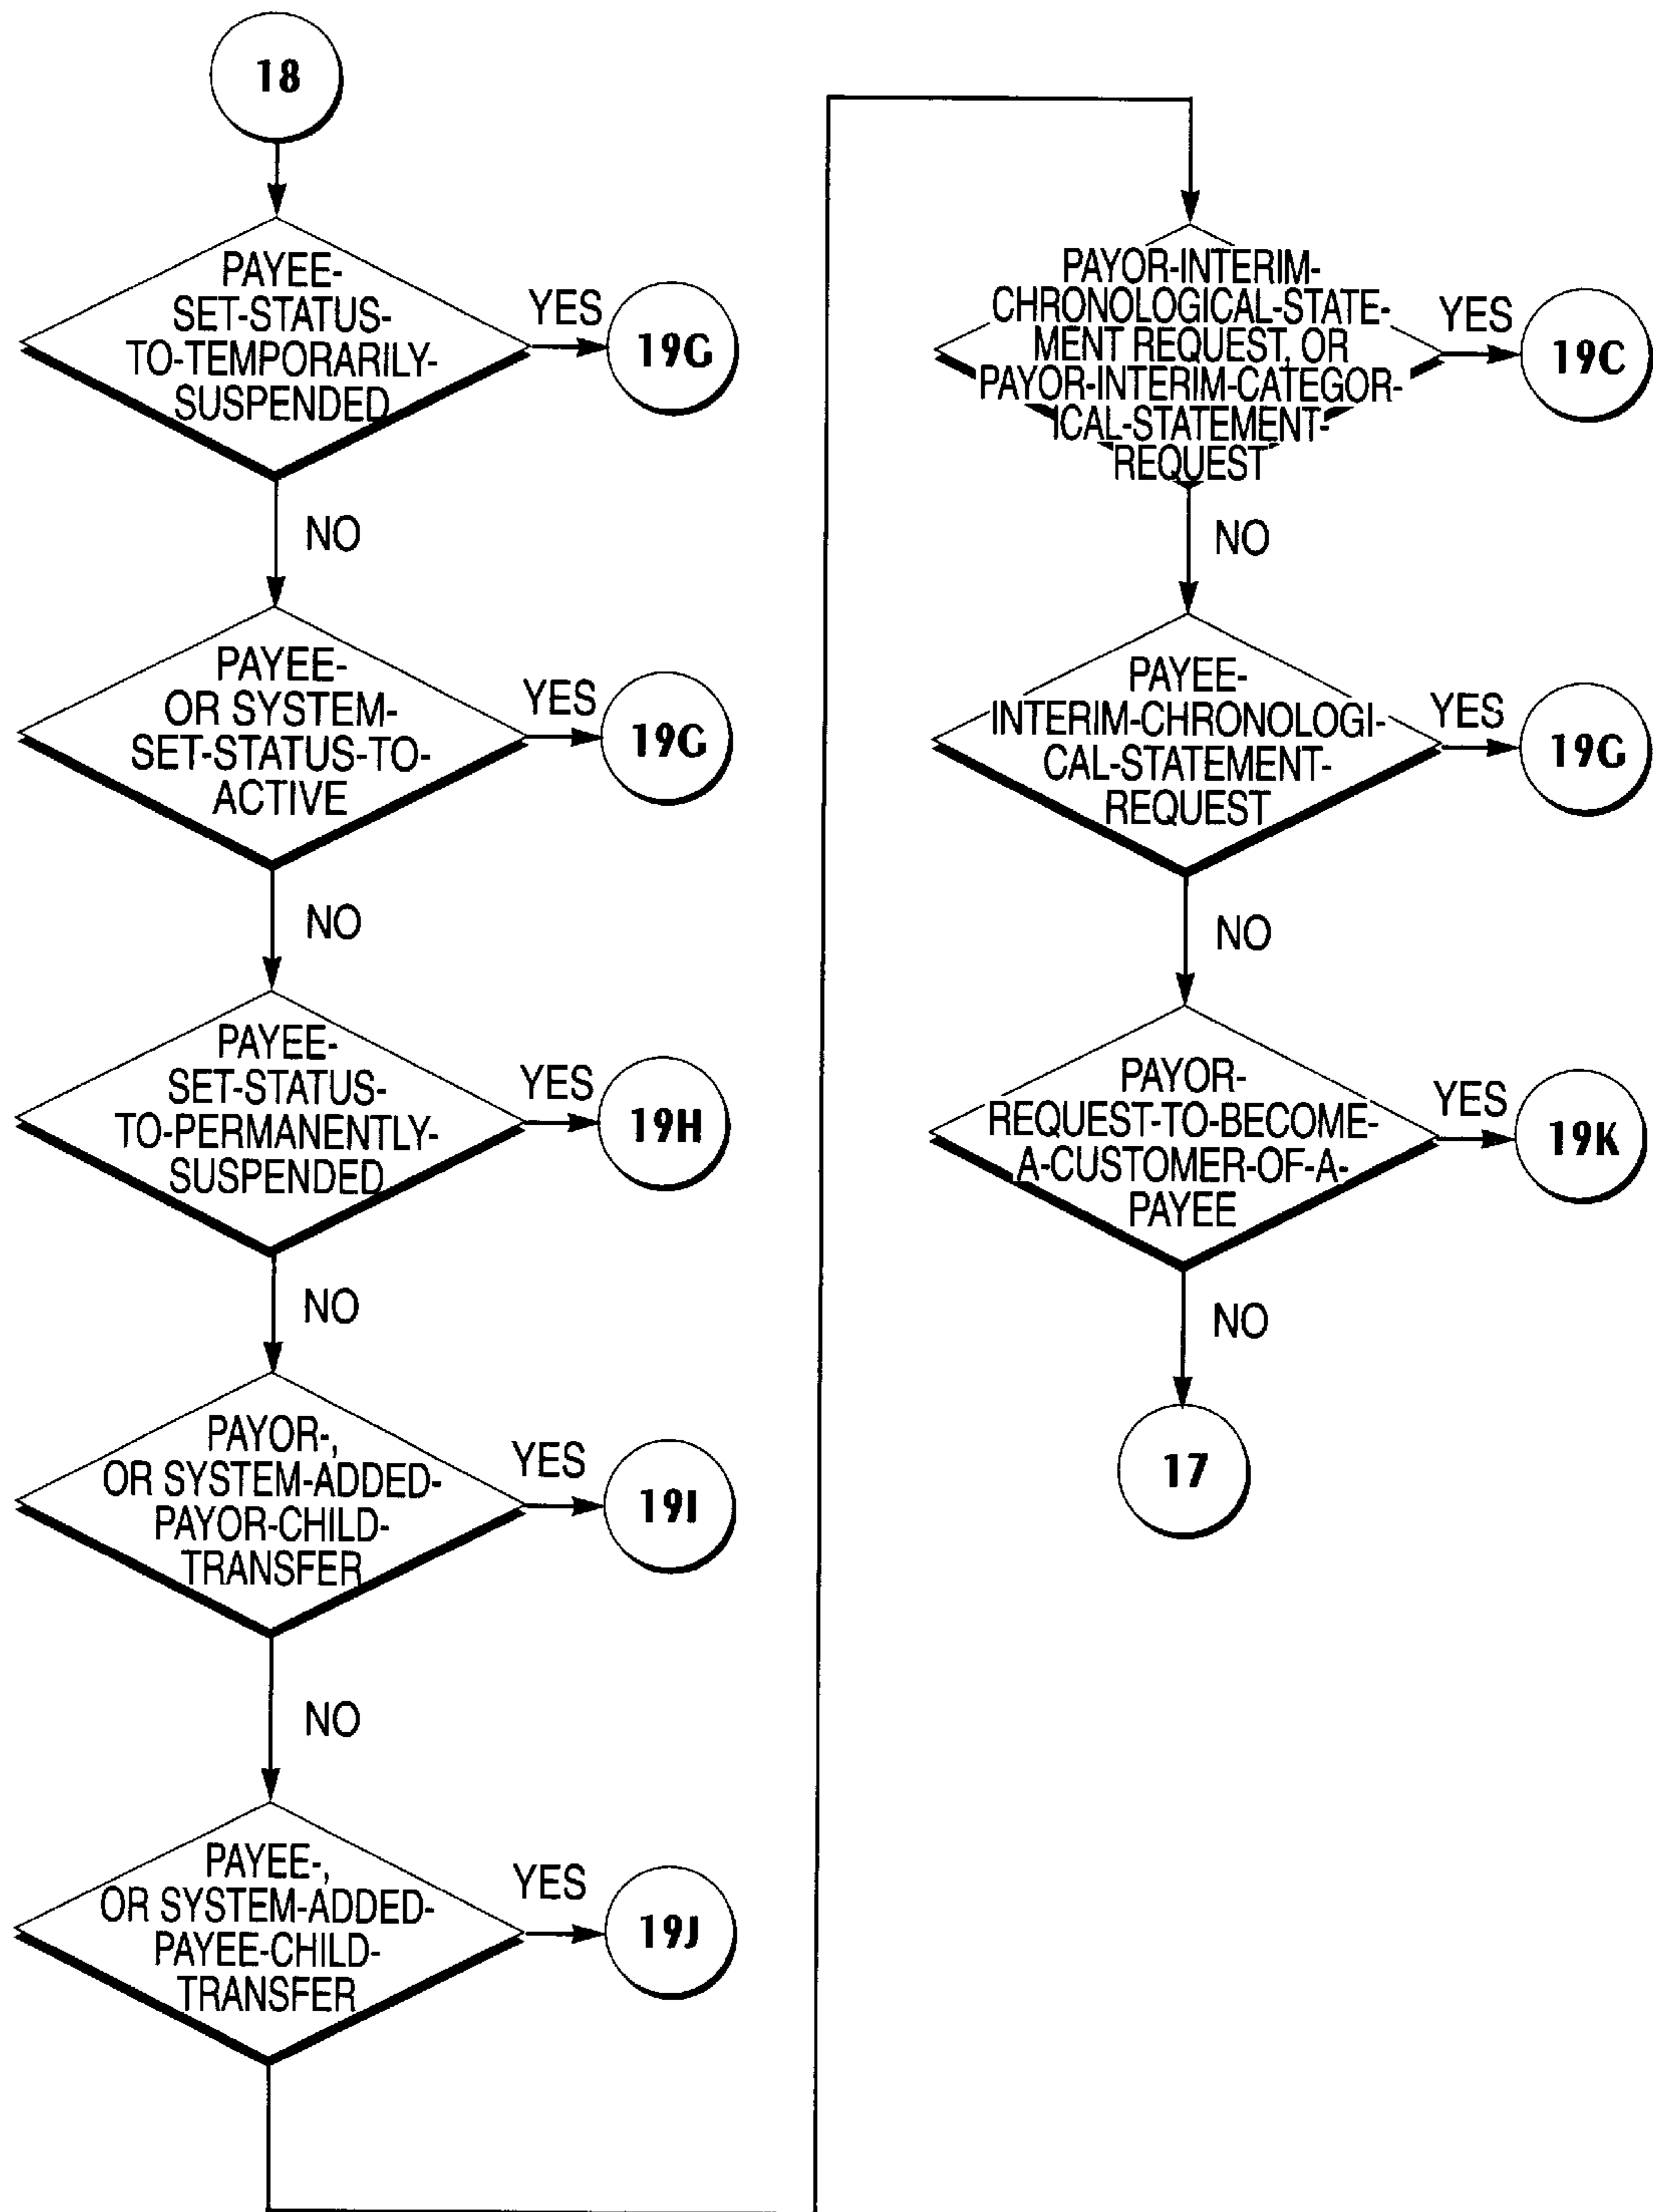 18
PAYEE-
SET-STATUS-
TO-TEMPORARILY-
SUSPENDED
YES
19G
NO
PAYEE-
OR SYSTEM-
SET-STATUS-TO-
ACTIVE
YES
19G
NO
PAYEE-
SET-STATUS-
TO-PERMANENTLY-
SUSPENDED
YES
19H
NO
PAYOR-,
OR SYSTEM-ADDED-
PAYOR-CHILD-
TRANSFER
YES
19I
NO
PAYEE-,
OR SYSTEM-ADDED-
PAYEE-CHILD-
TRANSFER
YES
19J
PAYOR-INTERIM-
CHRONOLOGICAL-STATE-
MENT REQUEST, OR
PAYOR-INTERIM-CATEGOR-
ICAL-STATEMENT-
REQUEST
YES
19C
NO
PAYEE-
INTERIM-CHRONOLOGI-
CAL-STATEMENT-
REQUEST
YES
19G
NO
PAYOR-
REQUEST-TO-BECOME-
A-CUSTOMER-OF-A-
PAYEE
YES
19K
NO
17